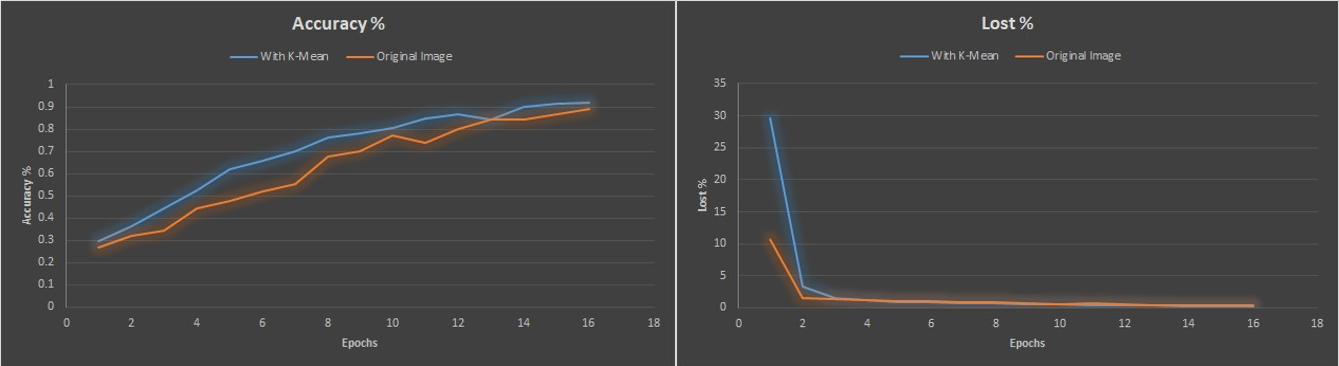 Accuracy %
With K-Mean Original Image
1
0.9
0.8
0.7
0.6
0.5
0.4
0.3
0.2
0.1
0
Accuracy %
0 2 4 6 8 10 12 14 16 18
Epochs
Lost %
With K-Mean Original Image
35
30
25
20
15
10
5
0
Lost %
0 2 4 6 8 10 12 14 16 18
Epochs